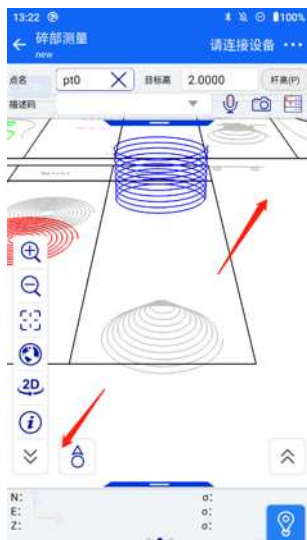 13:22 100%
碎部测量 请连接设备
new
点名 pt0 目标高 2.0000 杆高(P)
描述码
2D
i
N: σ:
E: σ:
Z: σ: